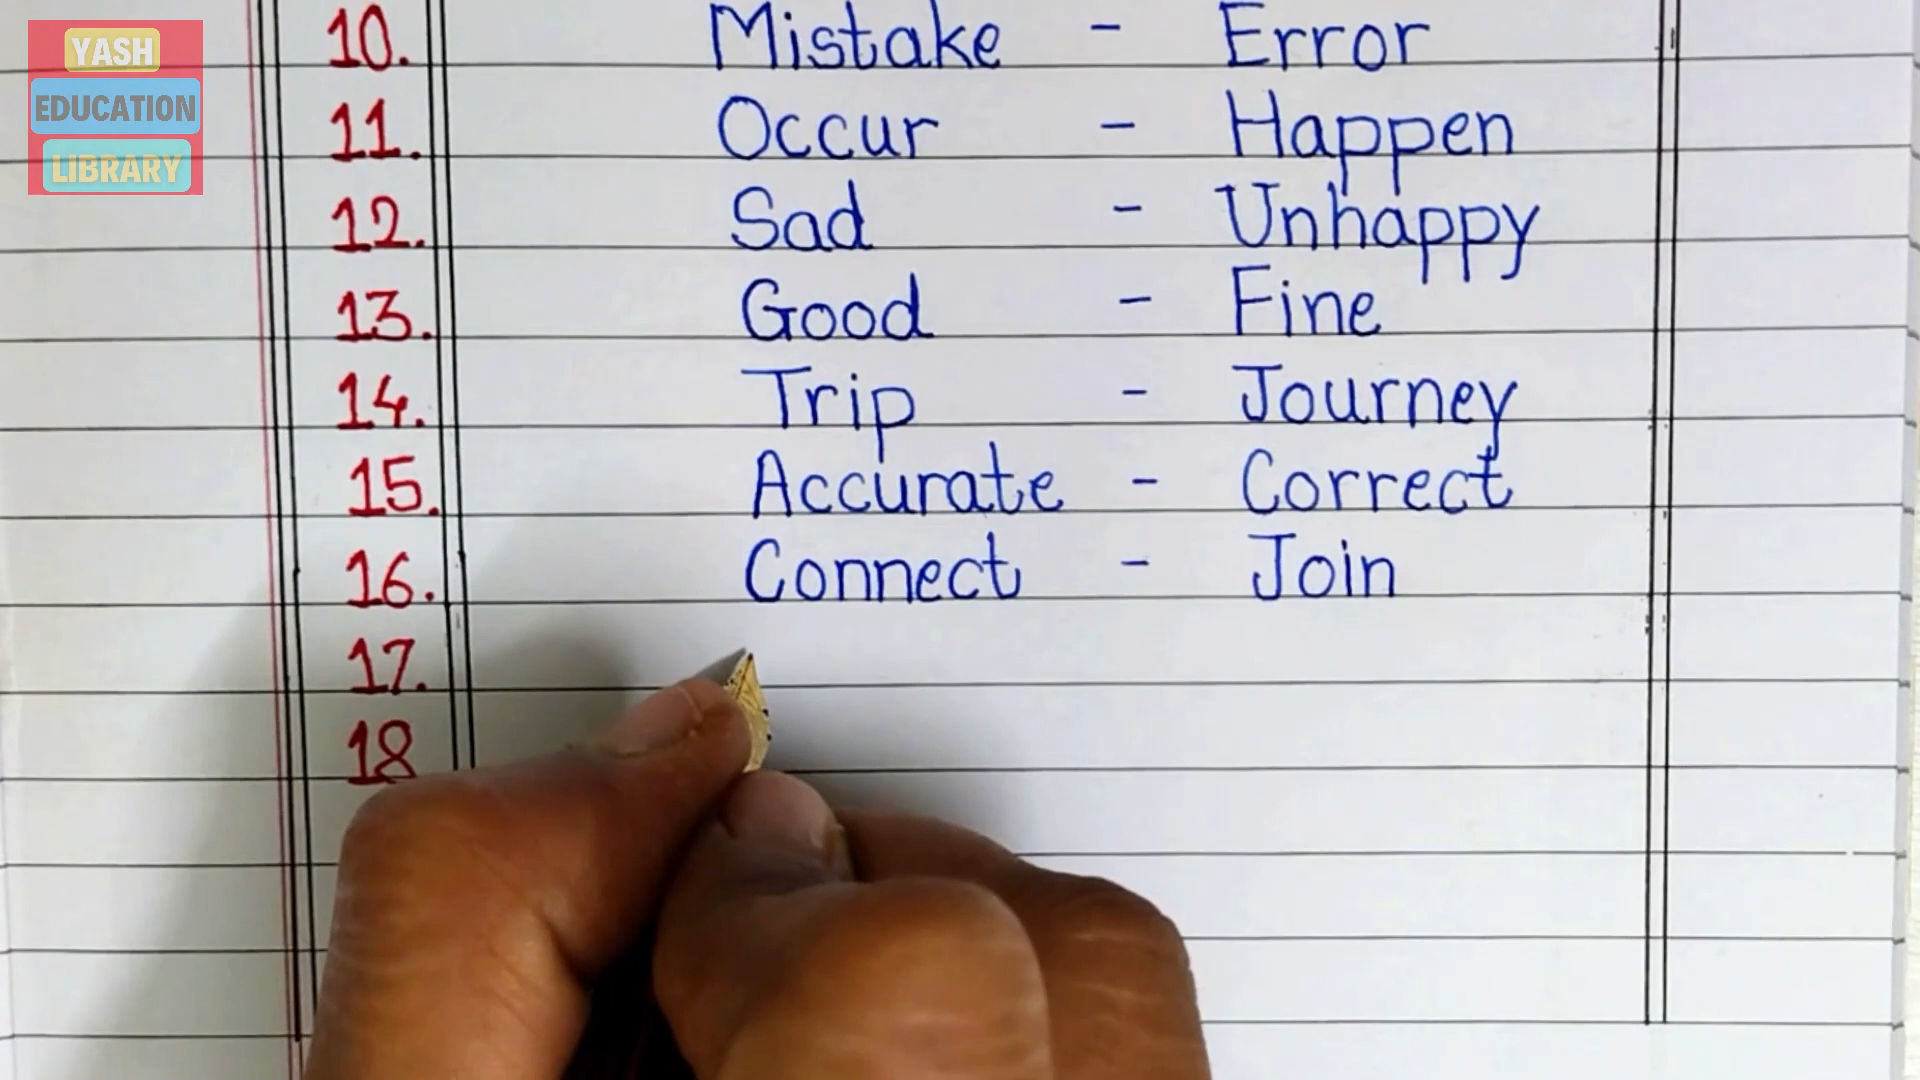 YASH
EDUCATION
LIBRARY
10. Mistake - Error
11. Occur - Happen
12. Sad - Unhappy
13. Good - Fine
14. Trip - Journey
15. Accurate - Correct
16. Connect - Join
17.
18